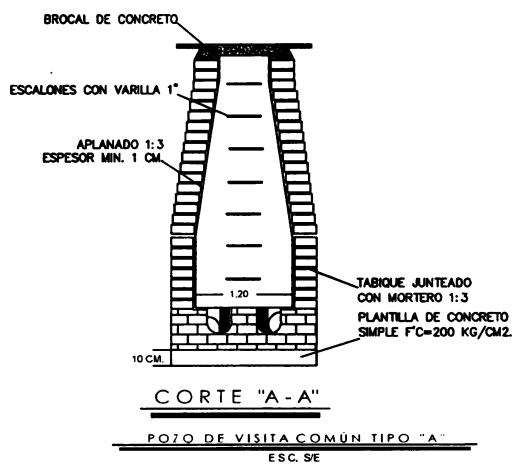 BROCAL DE CONCRETO
ESCALONES CON VARILLA 1"
APLANADO 1:3
ESPESOR MIN. 1 CM.
1,20
TABIQUE JUNTEADO
CON MORTERO 1:3
PLANTILLA DE CONCRETO
SIMPLE F'C=200 KG/CM2.
10 CM.
CORTE "A-A"
POZO DE VISITA COMÚN TIPO "A"
ESC. S/E